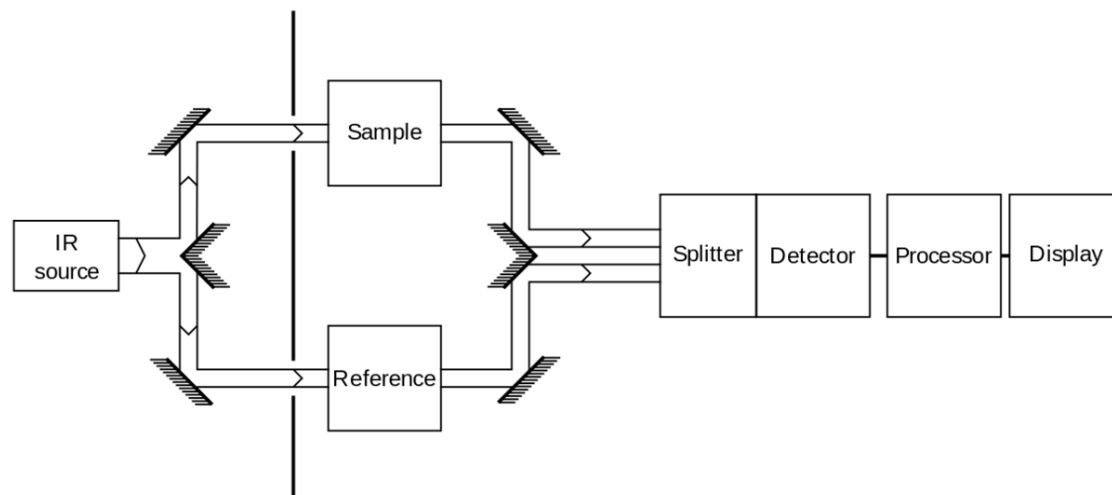 IR
source
Sample
Reference
Splitter
Detector
Processor
Display